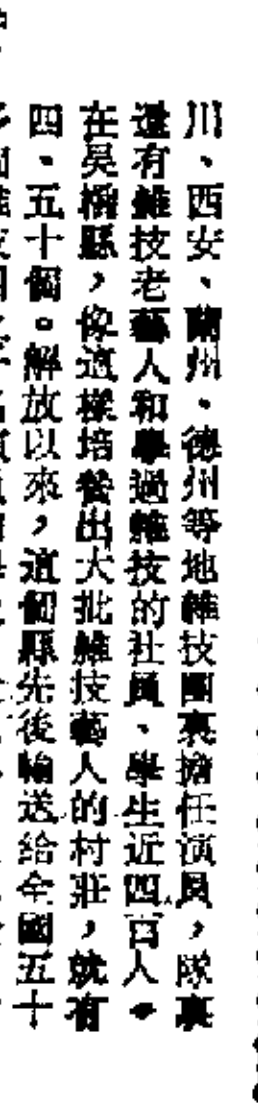 川、西安、蘭州、德州等地雜技團裏擔任演員，隊裏
還有雜技老藝人和學過雜技的社員、學生近四百人。
在吳橋縣，像這樣培養出大批雜技藝人的村莊，就有
四、五十個。解放以來，這個縣先後輸送給全國五十